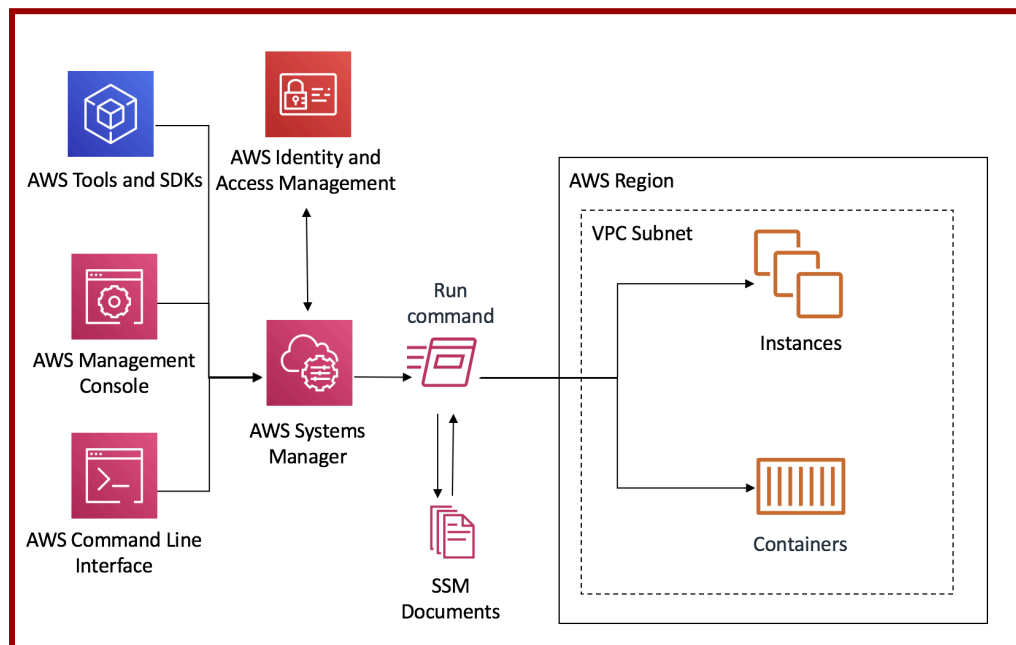 AWS Tools and SDKs
AWS Identity and
Access Management
AWS Management
Console
AWS Command Line
Interface
AWS Systems
Manager
Run
command
SSM
Documents
AWS Region
VPC Subnet
Instances
Containers